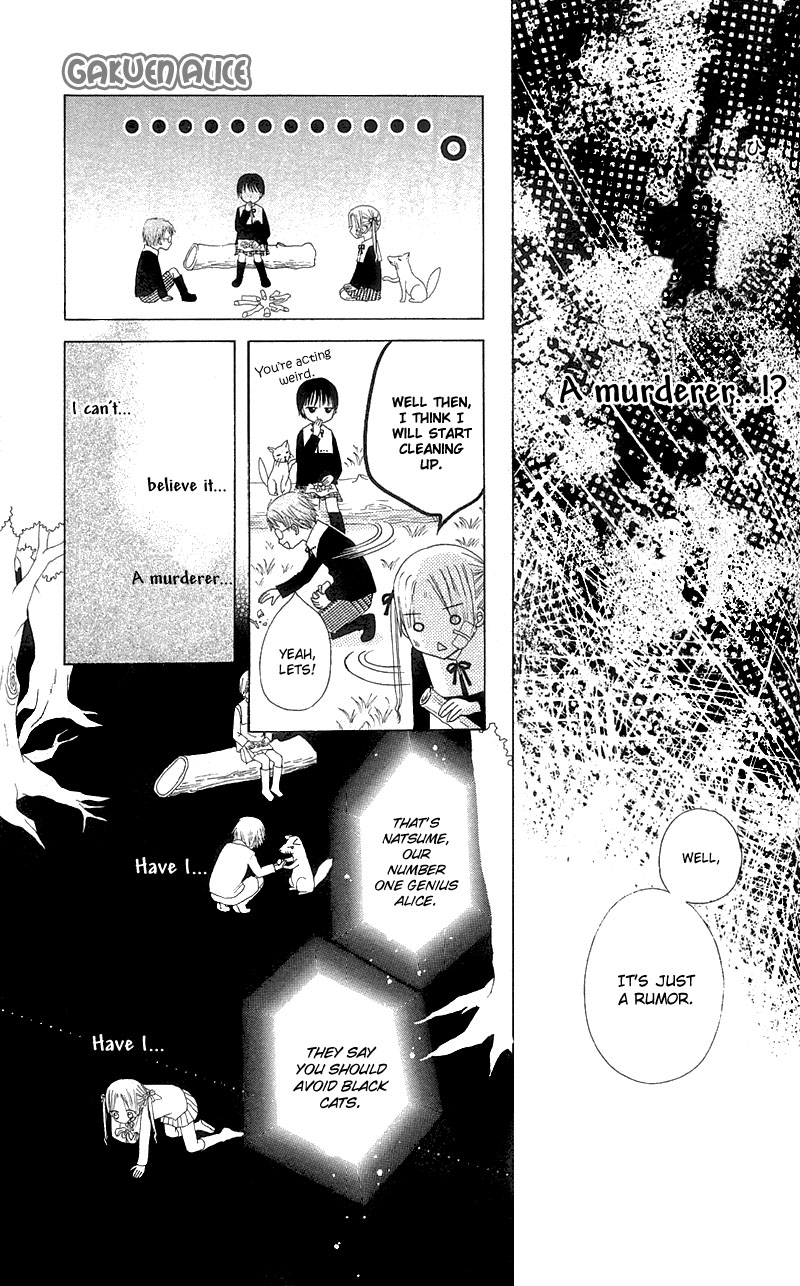 A murderer...!?
WELL,
IT'S JUST
A RUMOR.
GAKUEN ALICE
WELL THEN,
I THINK I
WILL START
CLEANING
UP.
You're acting
weird.
...
YEAH,
LETS!
I can't...
believe it...
A murderer...
THAT'S
NATSUME,
OUR
NUMBER
ONE GENIUS
ALICE.
Have I...
THEY SAY
YOU SHOULD
AVOID BLACK
CATS.
Have I...